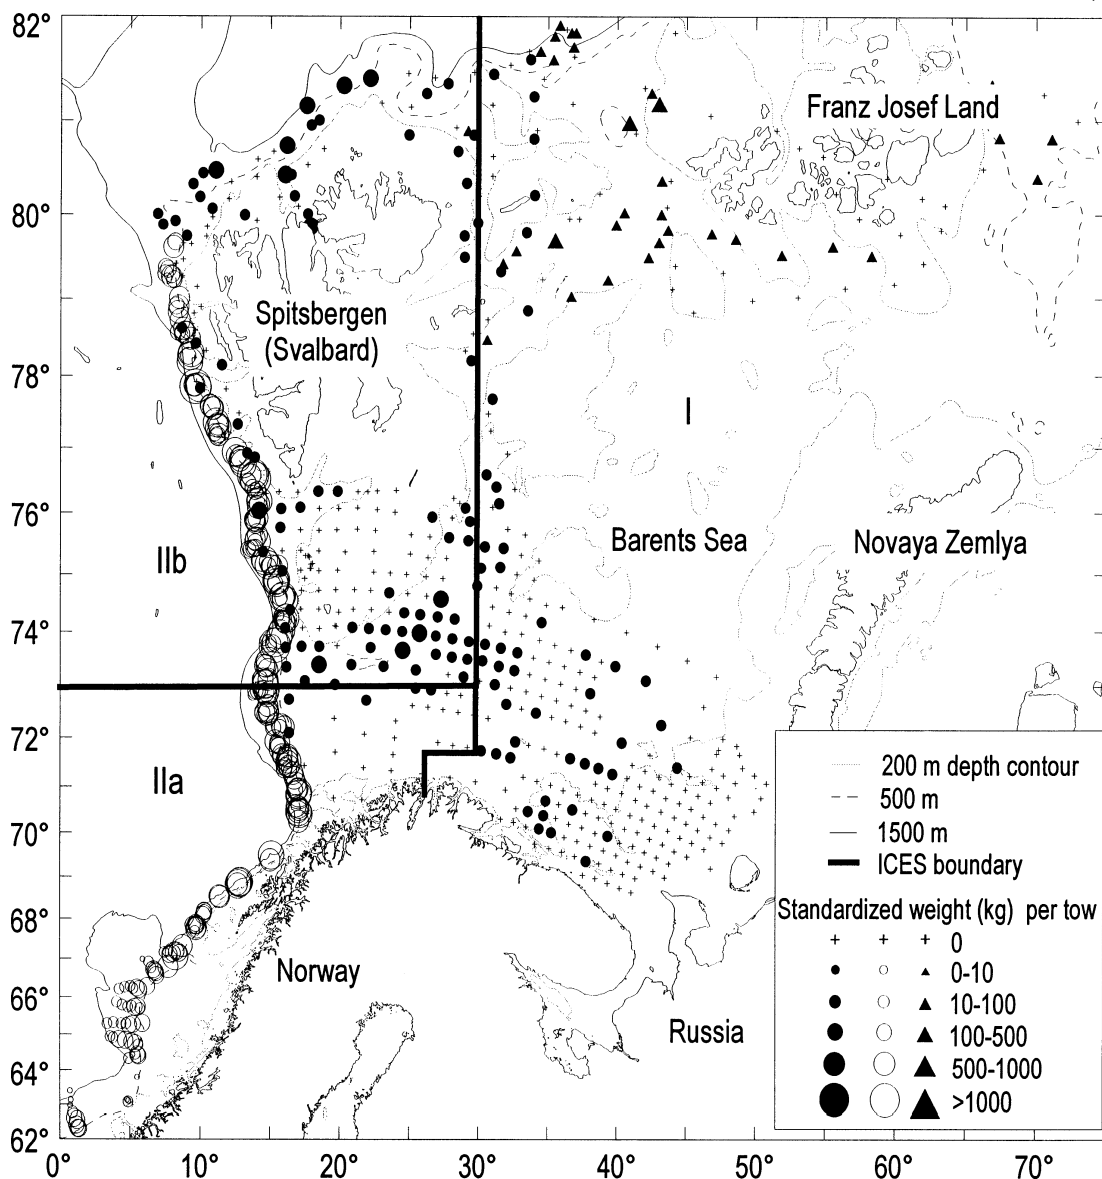 82°
80°
78°
76°
74°
72°
70°
68°
66°
64°
62°
0°
10°
20°
30°
40°
50°
60°
70°
Franz Josef Land
Spitsbergen
(Svalbard)
I
Barents Sea
Novaya Zemlya
IIb
IIa
Norway
Russia
200 m depth contour
500 m
1500 m
ICES boundary
Standardized weight (kg) per tow
0
0-10
10-100
100-500
500-1000
>1000